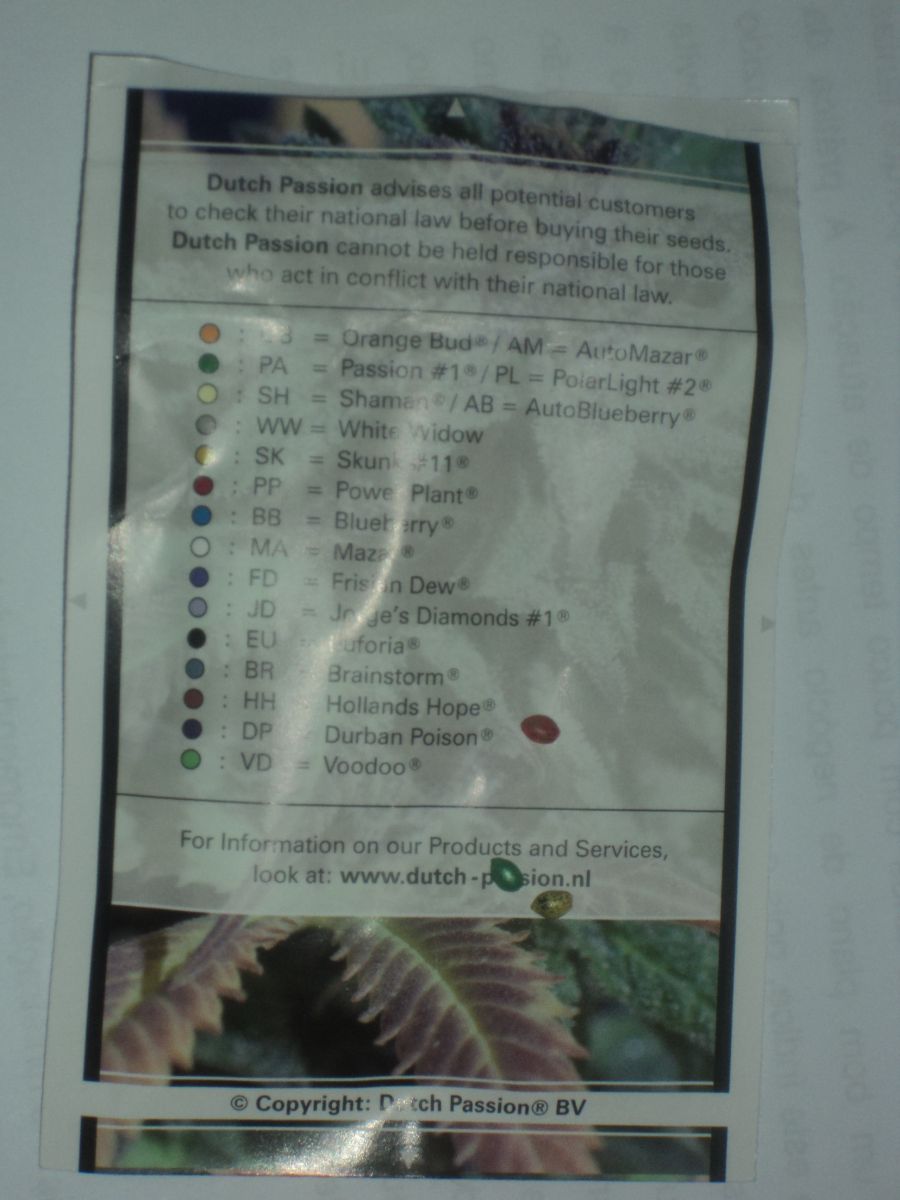 Dutch Passion advises all potential customers
to check their national law before buying their seeds.
Dutch Passion cannot be held responsible for those
who act in conflict with their national law.
: = Orange Bud® / AM = AutoMazar®
: PA = Passion #1® / PL = PolarLight #2®
: SH = Shaman® / AB = AutoBlueberry®
: WW = White Widow
: SK = Skunk #11®
: PP = Power Plant®
: BB = Blueberry®
: MA = Mazar®
: FD = Frisian Dew®
: JD = Jorge's Diamonds #1®
: EU = Euforia®
: BR = Brainstorm®
: HH Hollands Hope®
: DP Durban Poison®
: VD = Voodoo®
For Information on our Products and Services,
look at: www.dutch-passion.nl
© Copyright: Dutch Passion® BV